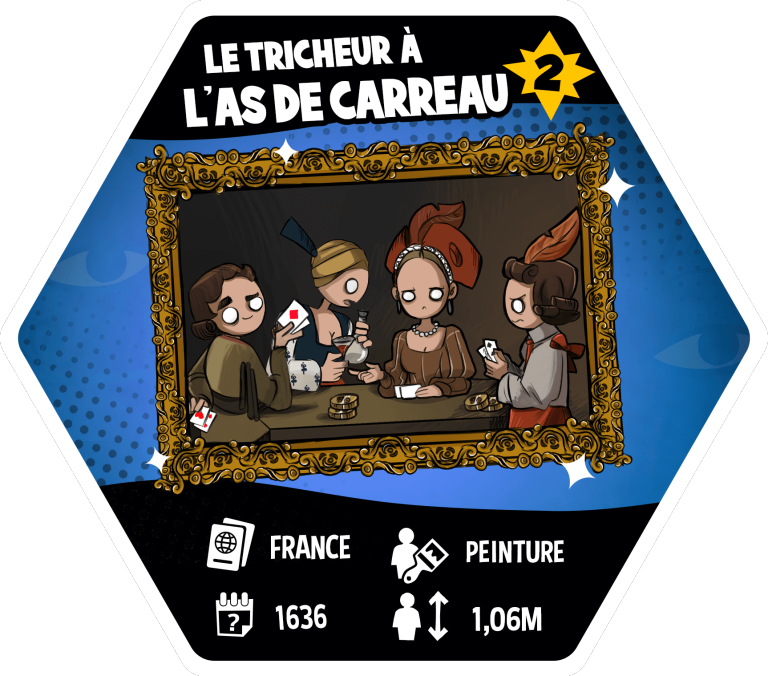 LE TRICHEUR À
L'AS DE CARREAU
2
FRANCE
PEINTURE
?
1636
1,06M